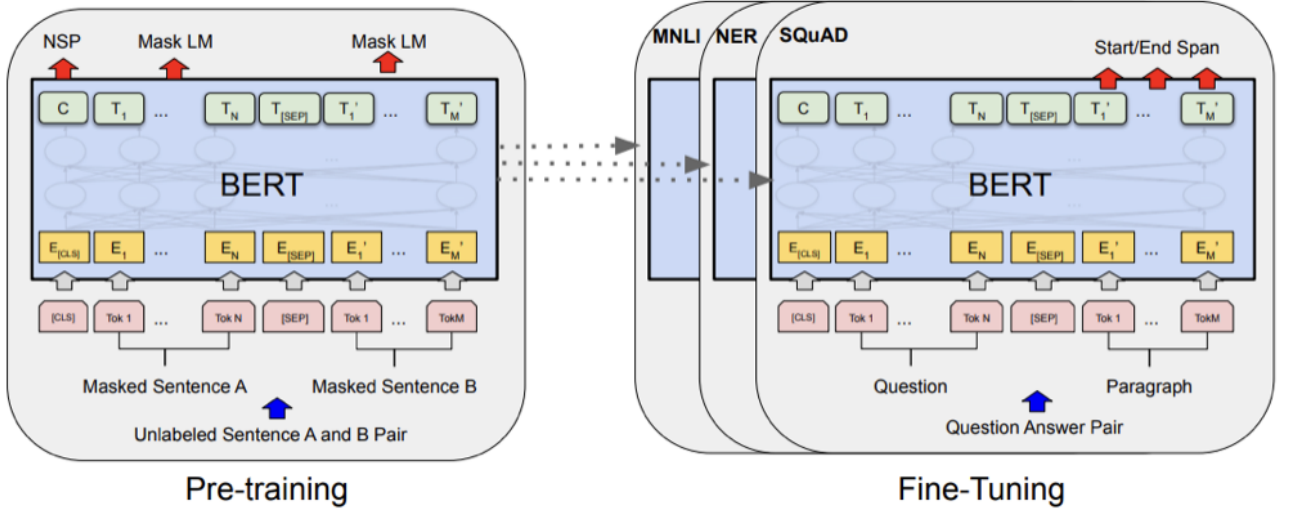 NSP Mask LM Mask LM
C T1 ... TN T[SEP] T1' ... TM'
BERT
E[CLS] E1 ... EN E[SEP] E1' ... EM'
[CLS] Tok 1 ... Tok N [SEP] Tok 1 ... TokM
Masked Sentence A Masked Sentence B
Unlabeled Sentence A and B Pair
Pre-training
MNLI NER SQuAD
Start/End Span
C T1 ... TN T[SEP] T1' ... TM'
BERT
E[CLS] E1 ... EN E[SEP] E1' ... EM'
[CLS] Tok 1 ... Tok N [SEP] Tok 1 ... TokM
Question Paragraph
Question Answer Pair
Fine-Tuning